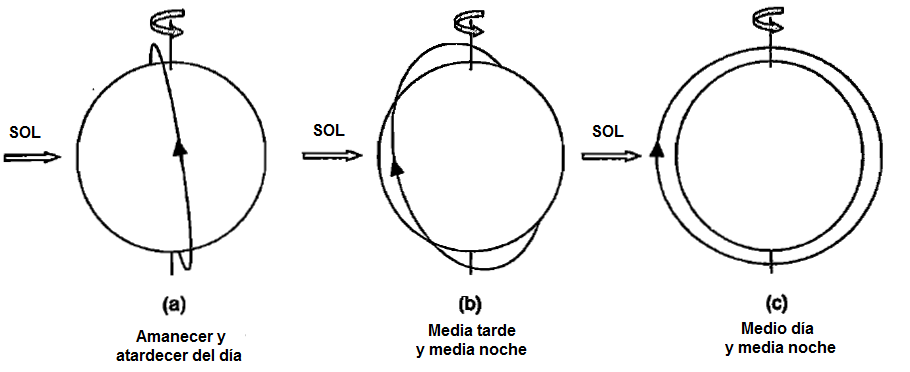 SOL
SOL
SOL
(a)
(b)
(c)
Amanecer y
atardecer del día
Media tarde
y media noche
Medio día
y media noche